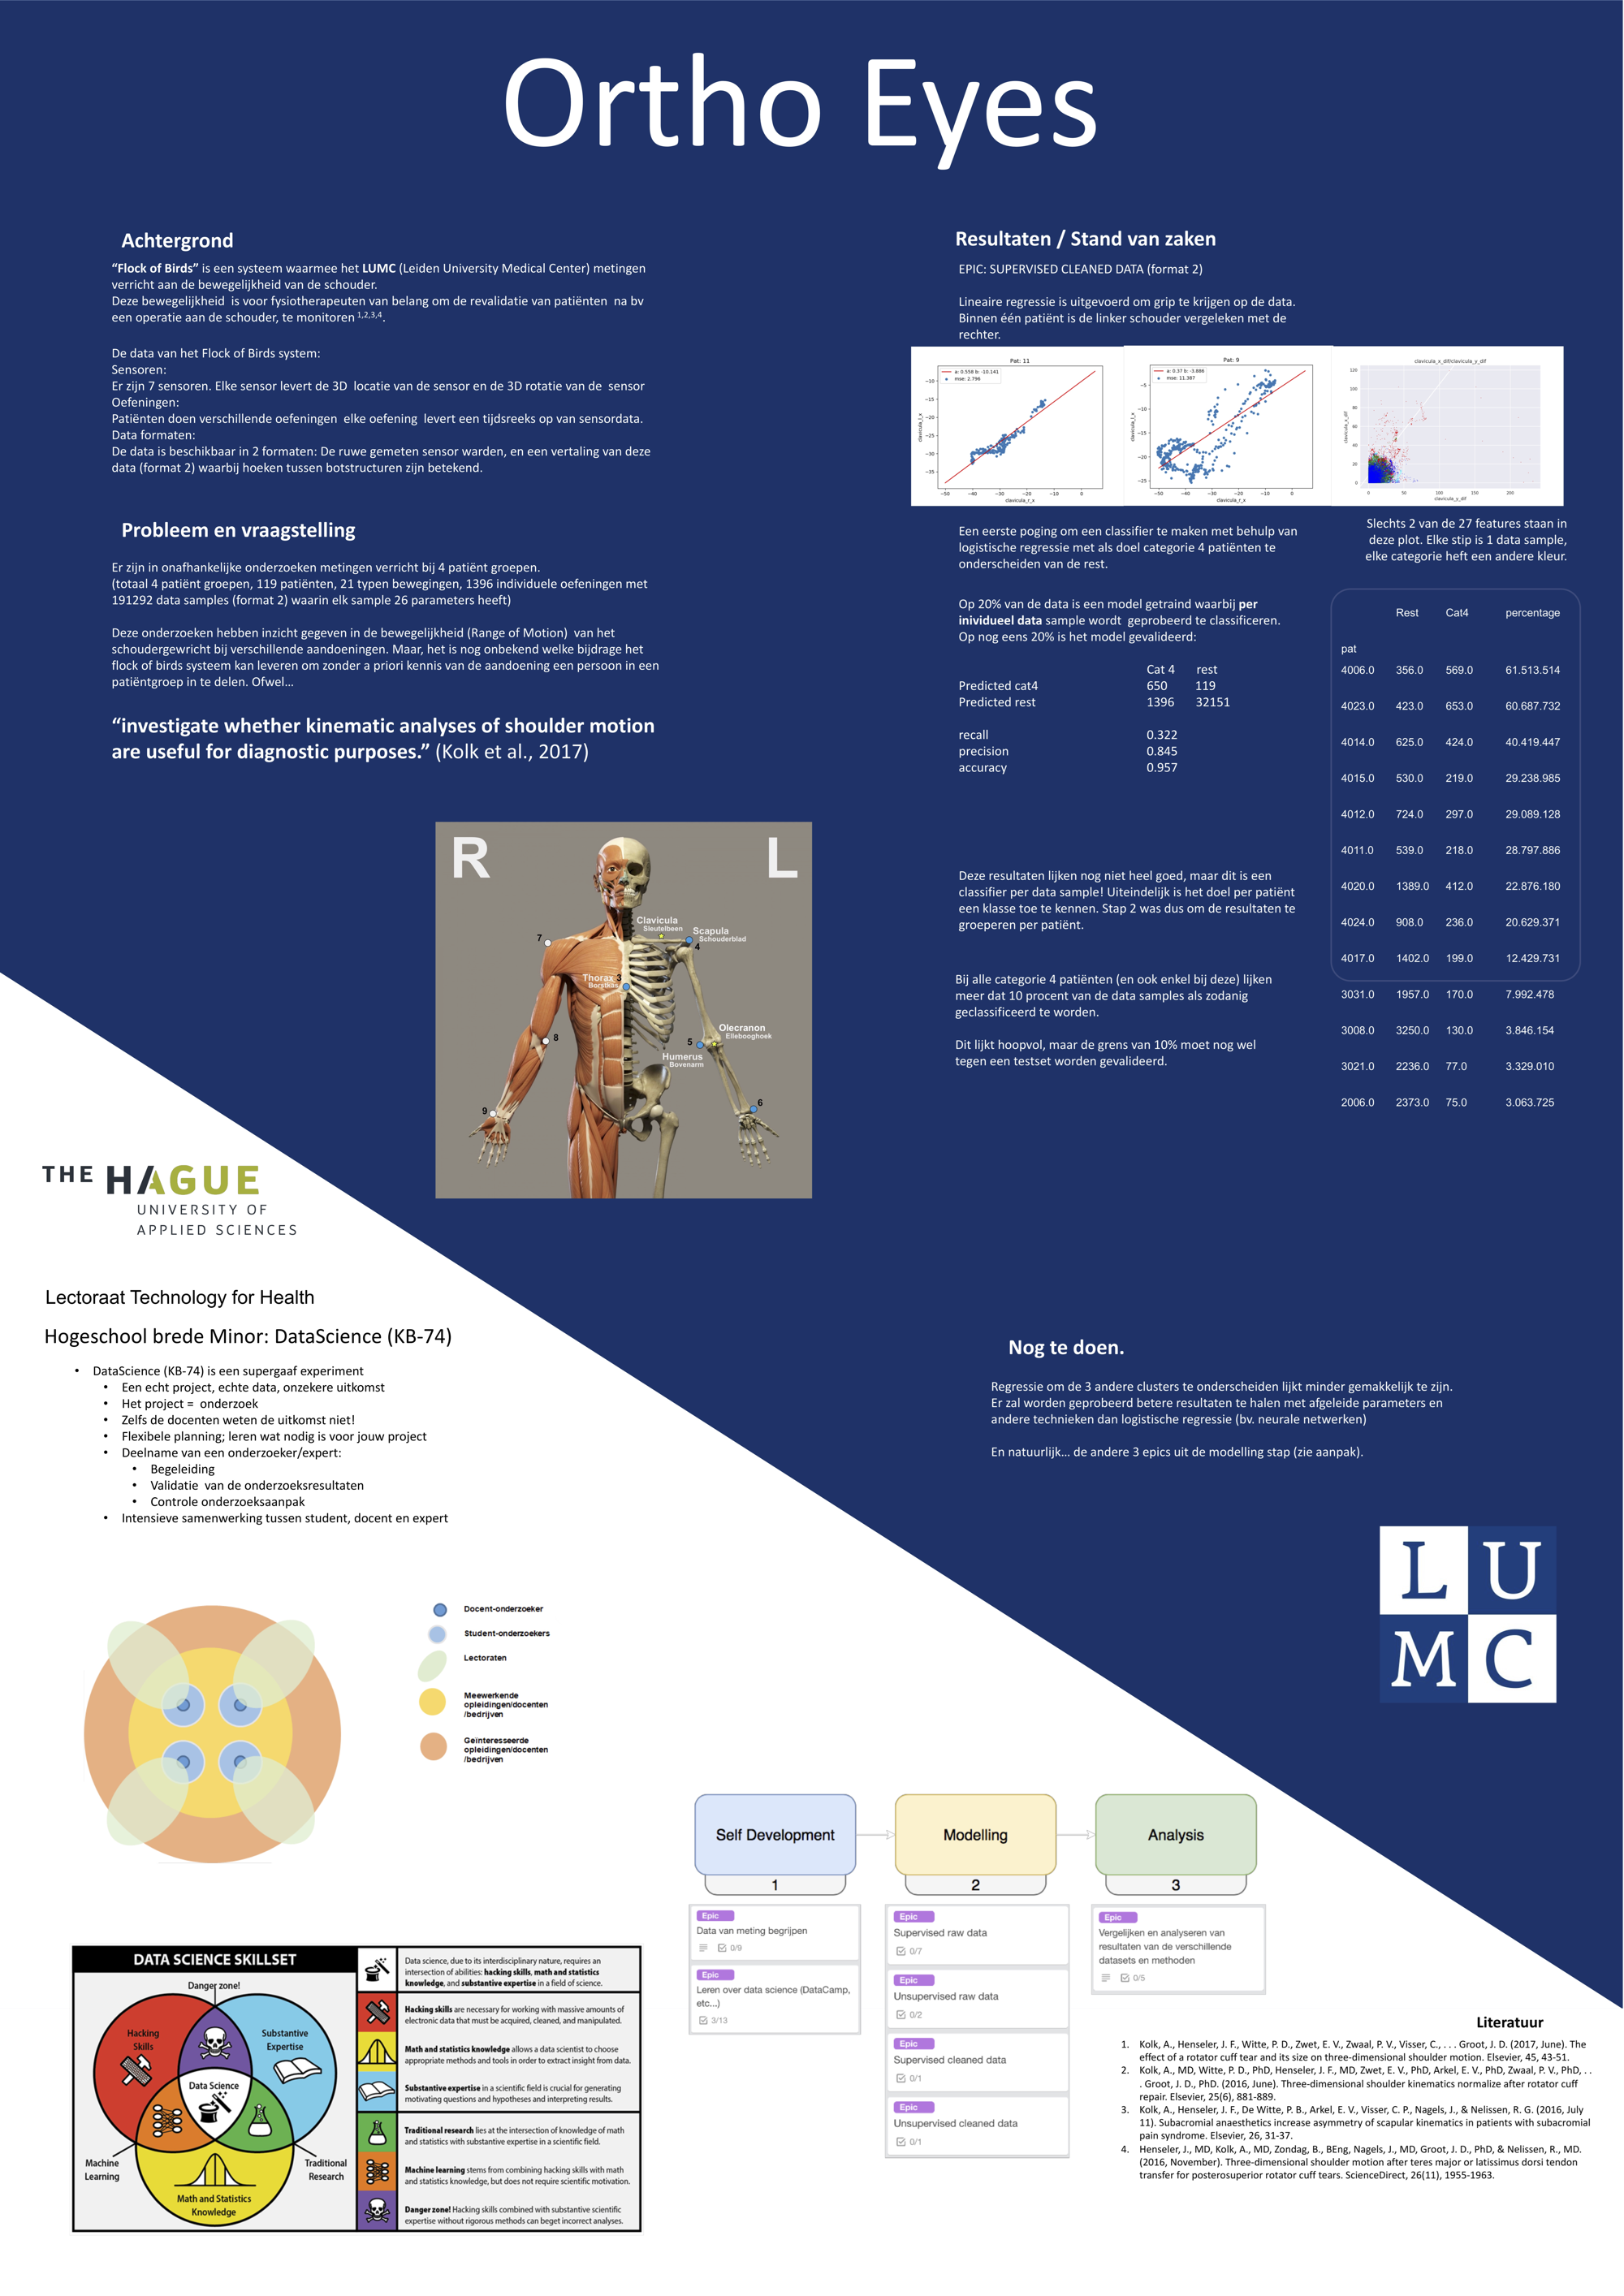 Ortho Eyes
Achtergrond
“Flock of Birds” is een systeem waarmee het LUMC (Leiden University Medical Center) metingen
verricht aan de bewegelijkheid van de schouder.
Deze bewegelijkheid is voor fysiotherapeuten van belang om de revalidatie van patiënten na bv
een operatie aan de schouder, te monitoren 1,2,3,4.
De data van het Flock of Birds system:
Sensoren:
Er zijn 7 sensoren. Elke sensor levert de 3D locatie van de sensor en de 3D rotatie van de sensor
Oefeningen:
Patiënten doen verschillende oefeningen elke oefening levert een tijdsreeks op van sensordata.
Data formaten:
De data is beschikbaar in 2 formaten: De ruwe gemeten sensor warden, en een vertaling van deze
data (format 2) waarbij hoeken tussen botstructuren zijn betekend.
Probleem en vraagstelling
Er zijn in onafhankelijke onderzoeken metingen verricht bij 4 patiënt groepen.
(totaal 4 patiënt groepen, 119 patiënten, 21 typen bewegingen, 1396 individuele oefeningen met
191292 data samples (format 2) waarin elk sample 26 parameters heeft)
Deze onderzoeken hebben inzicht gegeven in de bewegelijkheid (Range of Motion) van het
schoudergewricht bij verschillende aandoeningen. Maar, het is nog onbekend welke bijdrage het
flock of birds systeem kan leveren om zonder a priori kennis van de aandoening een persoon in een
patiëntgroep in te delen. Ofwel…
“investigate whether kinematic analyses of shoulder motion
are useful for diagnostic purposes.” (Kolk et al., 2017)
R L
Clavicula
Sleutelbeen
Scapula
Schouderblad
4
7
Thorax 3
Borstkas
Olecranon
Ellebooghoek
5
8
Humerus
Bovenarm
6
9
Resultaten / Stand van zaken
EPIC: SUPERVISED CLEANED DATA (format 2)
Lineaire regressie is uitgevoerd om grip te krijgen op de data.
Binnen één patiënt is de linker schouder vergeleken met de
rechter.
Pat: 11
a: 0.558 b: -10.141
mse: 2.796
clavicula_l_x
−10
−15
−20
−25
−30
−35
−50 −40 −30 −20 −10 0
clavicula_r_x
Pat: 9
a: 0.37 b: -3.886
mse: 11.387
clavicula_l_x
−5
−10
−15
−20
−25
−50 −40 −30 −20 −10 0
clavicula_r_x
clavicula_x_dif/clavicula_y_dif
clavicula_x_dif
120
100
80
60
40
20
0
0 50 100 150 200
clavicula_y_dif
Een eerste poging om een classifier te maken met behulp van
logistische regressie met als doel categorie 4 patiënten te
onderscheiden van de rest.
Slechts 2 van de 27 features staan in
deze plot. Elke stip is 1 data sample,
elke categorie heft een andere kleur.
Op 20% van de data is een model getraind waarbij per
inividueel data sample wordt geprobeerd te classificeren.
Op nog eens 20% is het model gevalideerd:
Cat 4 rest
Predicted cat4 650 119
Predicted rest 1396 32151
recall 0.322
precision 0.845
accuracy 0.957
Deze resultaten lijken nog niet heel goed, maar dit is een
classifier per data sample! Uiteindelijk is het doel per patiënt
een klasse toe te kennen. Stap 2 was dus om de resultaten te
groeperen per patiënt.
Bij alle categorie 4 patiënten (en ook enkel bij deze) lijken
meer dat 10 procent van de data samples als zodanig
geclassificeerd te worden.
Dit lijkt hoopvol, maar de grens van 10% moet nog wel
tegen een testset worden gevalideerd.
Rest Cat4 percentage
pat
4006.0 356.0 569.0 61.513.514
4023.0 423.0 653.0 60.687.732
4014.0 625.0 424.0 40.419.447
4015.0 530.0 219.0 29.238.985
4012.0 724.0 297.0 29.089.128
4011.0 539.0 218.0 28.797.886
4020.0 1389.0 412.0 22.876.180
4024.0 908.0 236.0 20.629.371
4017.0 1402.0 199.0 12.429.731
3031.0 1957.0 170.0 7.992.478
3008.0 3250.0 130.0 3.846.154
3021.0 2236.0 77.0 3.329.010
2006.0 2373.0 75.0 3.063.725
THE HAGUE
UNIVERSITY OF
APPLIED SCIENCES
Lectoraat Technology for Health
Hogeschool brede Minor: DataScience (KB-74)
• DataScience (KB-74) is een supergaaf experiment
• Een echt project, echte data, onzekere uitkomst
• Het project = onderzoek
• Zelfs de docenten weten de uitkomst niet!
• Flexibele planning; leren wat nodig is voor jouw project
• Deelname van een onderzoeker/expert:
• Begeleiding
• Validatie van de onderzoeksresultaten
• Controle onderzoeksaanpak
• Intensieve samenwerking tussen student, docent en expert
Docent-onderzoeker
Student-onderzoekers
Lectoraten
Meewerkende
opleidingen/docenten
/bedrijven
Geïnteresseerde
opleidingen/docenten
/bedrijven
Nog te doen.
Regressie om de 3 andere clusters te onderscheiden lijkt minder gemakkelijk te zijn.
Er zal worden geprobeerd betere resultaten te halen met afgeleide parameters en
andere technieken dan logistische regressie (bv. neurale netwerken)
En natuurlijk… de andere 3 epics uit de modelling stap (zie aanpak).
L U
M C
Self Development
1
Epic
Data van meting begrijpen
0/9
Epic
Leren over data science (DataCamp,
etc...)
3/13
Modelling
2
Epic
Supervised raw data
0/7
Epic
Unsupervised raw data
0/2
Epic
Supervised cleaned data
0/1
Epic
Unsupervised cleaned data
0/1
Analysis
3
Epic
Vergelijken en analyseren van
resultaten van de verschillende
datasets en methoden
0/5
DATA SCIENCE SKILLSET
Danger zone!
Hacking
Skills
Substantive
Expertise
Data Science
Machine
Learning
Traditional
Research
Math and Statistics
Knowledge
Data science, due to its interdisciplinary nature, requires an
intersection of abilities: hacking skills, math and statistics
knowledge, and substantive expertise in a field of science.
Hacking skills are necessary for working with massive amounts of
electronic data that must be acquired, cleaned, and manipulated.
Math and statistics knowledge allows a data scientist to choose
appropriate methods and tools in order to extract insight from data.
Substantive expertise in a scientific field is crucial for generating
motivating questions and hypotheses and interpreting results.
Traditional research lies at the intersection of knowledge of math
and statistics with substantive expertise in a scientific field.
Machine learning stems from combining hacking skills with math
and statistics knowledge, but does not require scientific motivation.
Danger zone! Hacking skills combined with substantive scientific
expertise without rigorous methods can beget incorrect analyses.
Literatuur
1. Kolk, A., Henseler, J. F., Witte, P. D., Zwet, E. V., Zwaal, P. V., Visser, C., . . . Groot, J. D. (2017, June). The
effect of a rotator cuff tear and its size on three-dimensional shoulder motion. Elsevier, 45, 43-51.
2. Kolk, A., MD, Witte, P. D., PhD, Henseler, J. F., MD, Zwet, E. V., PhD, Arkel, E. V., PhD, Zwaal, P. V., PhD, . .
. Groot, J. D., PhD. (2016, June). Three-dimensional shoulder kinematics normalize after rotator cuff
repair. Elsevier, 25(6), 881-889.
3. Kolk, A., Henseler, J. F., De Witte, P. B., Arkel, E. V., Visser, C. P., Nagels, J., & Nelissen, R. G. (2016, July
11). Subacromial anaesthetics increase asymmetry of scapular kinematics in patients with subacromial
pain syndrome. Elsevier, 26, 31-37.
4. Henseler, J., MD, Kolk, A., MD, Zondag, B., BEng, Nagels, J., MD, Groot, J. D., PhD, & Nelissen, R., MD.
(2016, November). Three-dimensional shoulder motion after teres major or latissimus dorsi tendon
transfer for posterosuperior rotator cuff tears. ScienceDirect, 26(11), 1955-1963.